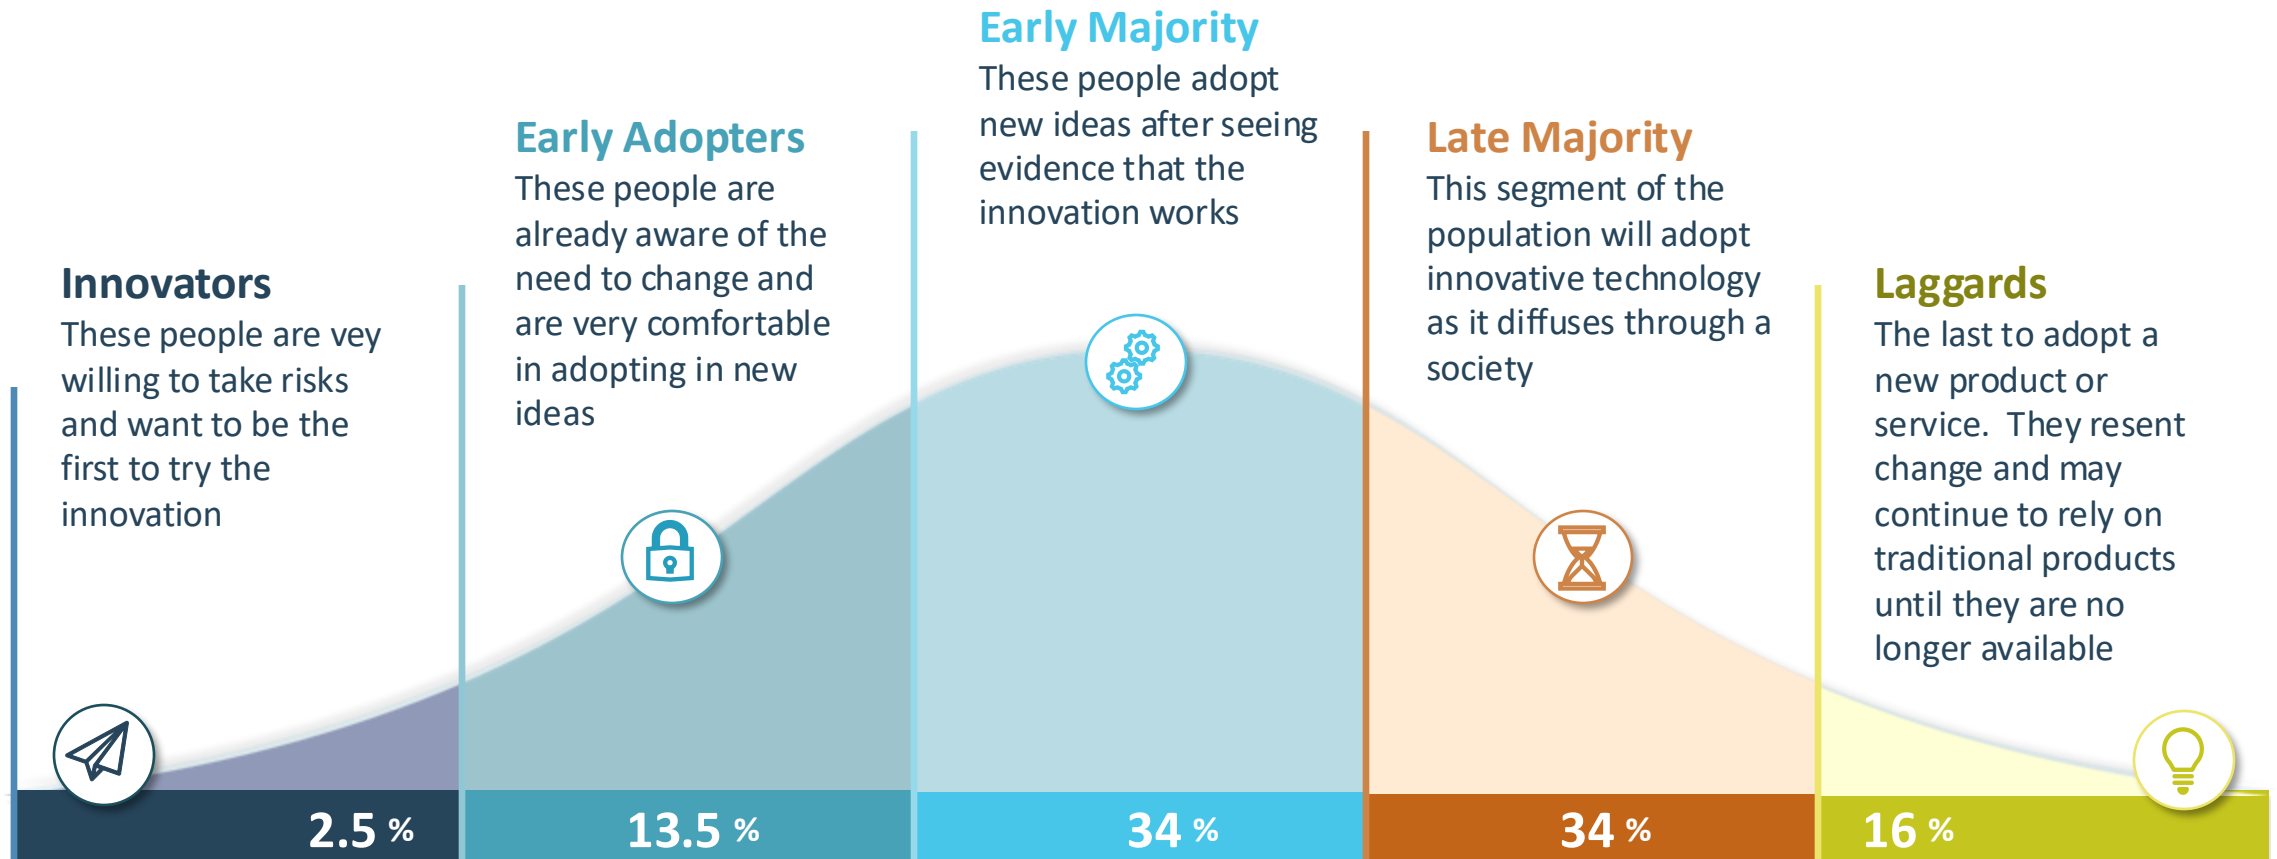 Innovators
These people are vey
willing to take risks
and want to be the
first to try the
innovation
Early Adopters
These people are
already aware of the
need to change and
are very comfortable
in adopting in new
ideas
Early Majority
These people adopt
new ideas after seeing
evidence that the
innovation works
Late Majority
This segment of the
population will adopt
innovative technology
as it diffuses through a
society
Laggards
The last to adopt a
new product or
service.  They resent
change and may
continue to rely on
traditional products
until they are no
longer available
2.5 %
13.5 %
34 %
34 %
16 %